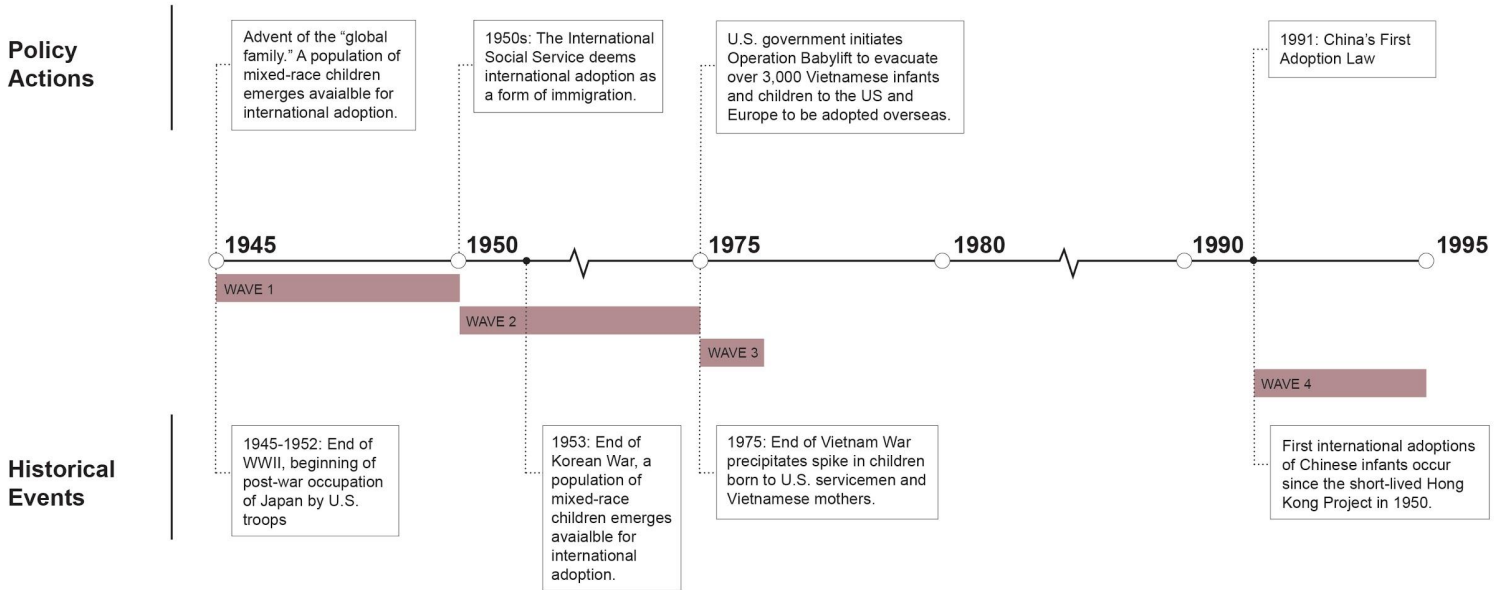 Policy
Actions
Advent of the “global
family.” A population of
mixed-race children
emerges avaialble for
international adoption.
1950s: The International
Social Service deems
international adoption as
a form of immigration.
U.S. government initiates
Operation Babylift to evacuate
over 3,000 Vietnamese infants
and children to the US and
Europe to be adopted overseas.
1991: China's First
Adoption Law
1945
1950
1975
1980
1990
1995
WAVE 1
WAVE 2
WAVE 3
WAVE 4
Historical
Events
1945-1952: End of
WWII, beginning of
post-war occupation
of Japan by U.S.
troops
1953: End of
Korean War, a
population of
mixed-race
children emerges
avaialble for
international
adoption.
1975: End of Vietnam War
precipitates spike in children
born to U.S. servicemen and
Vietnamese mothers.
First international adoptions
of Chinese infants occur
since the short-lived Hong
Kong Project in 1950.